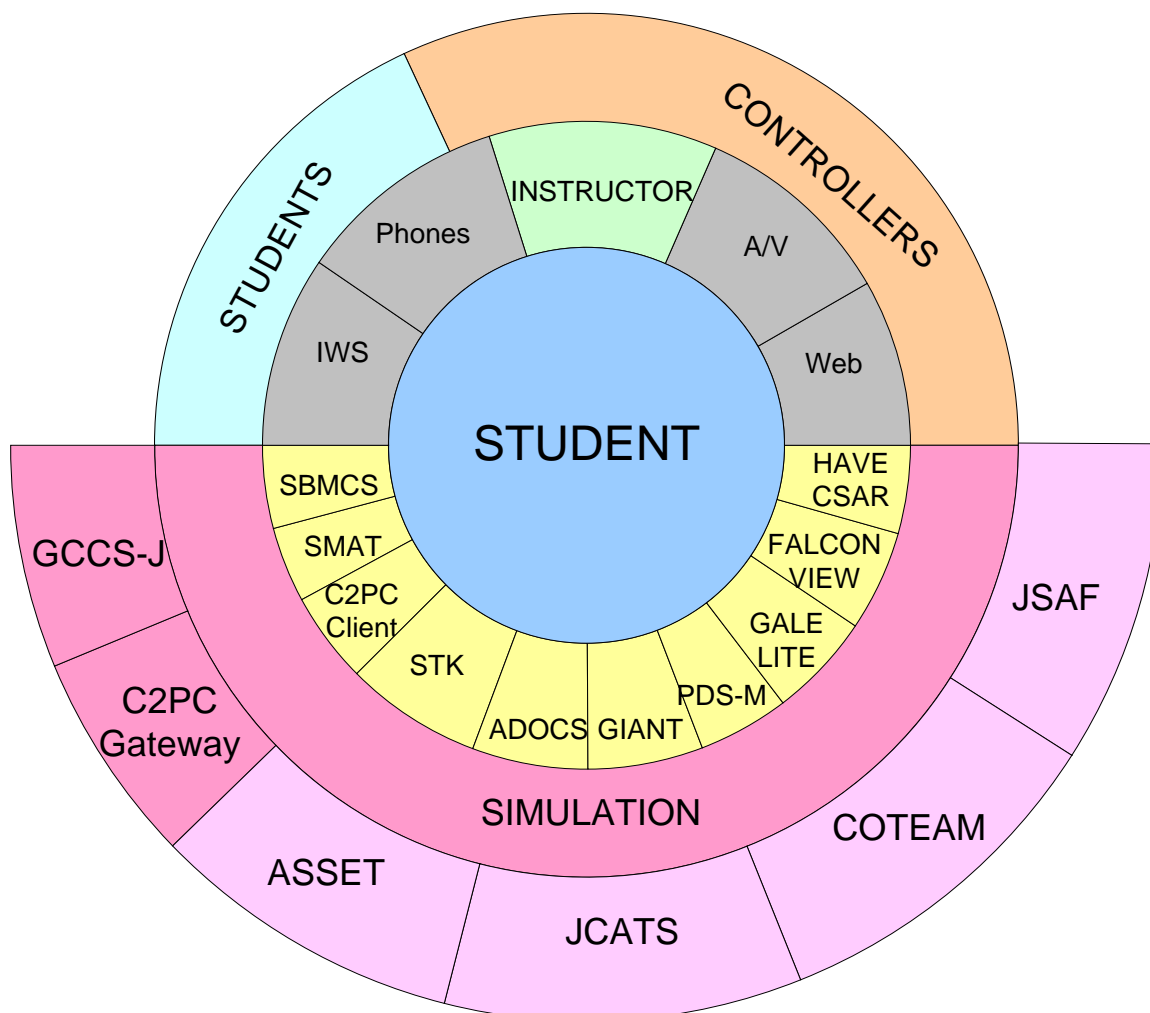 CONTROLLERS
STUDENTS
INSTRUCTOR
Phones
A/V
IWS
Web
STUDENT
SBMCS
HAVE
CSAR
SMAT
FALCON
VIEW
C2PC
Client
GALE
LITE
STK
PDS-M
ADOCS
GIANT
GCCS-J
JSAF
C2PC
Gateway
SIMULATION
COTEAM
ASSET
JCATS